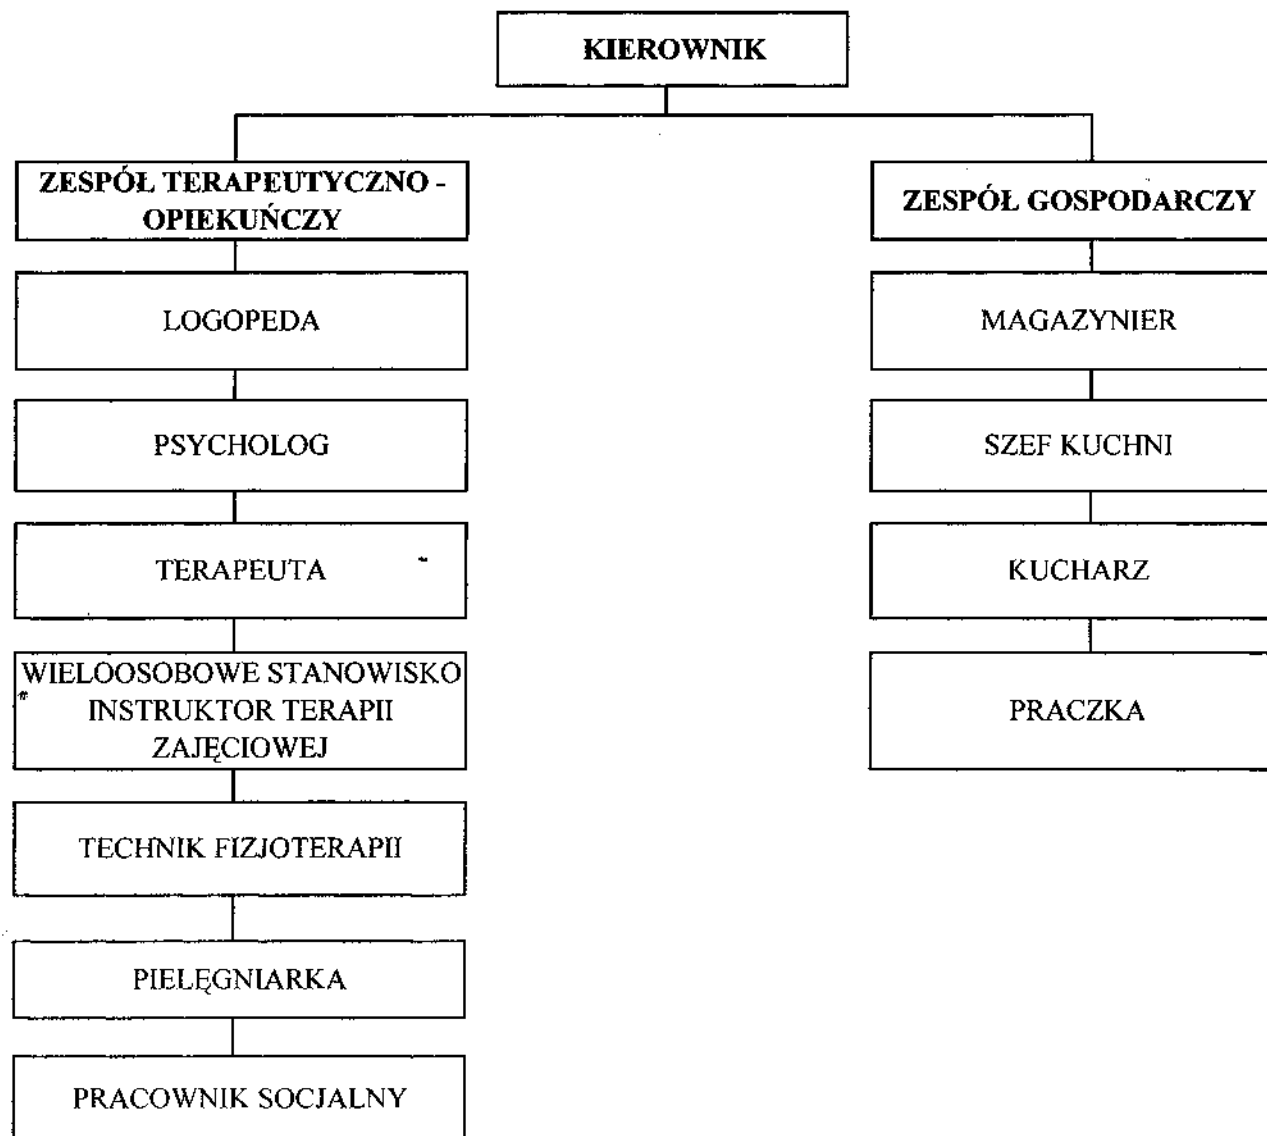 KIEROWNIK
ZESPÓŁ TERAPEUTYCZNO -
OPIEKUŃCZY
LOGOPEDA
PSYCHOLOG
TERAPEUTA
WIELOOSOBOWE STANOWISKO
INSTRUKTOR TERAPII
ZAJĘCIOWEJ
TECHNIK FIZJOTERAPII
PIELĘGNIARKA
PRACOWNIK SOCJALNY
ZESPÓŁ GOSPODARCZY
MAGAZYNIER
SZEF KUCHNI
KUCHARZ
PRACZKA